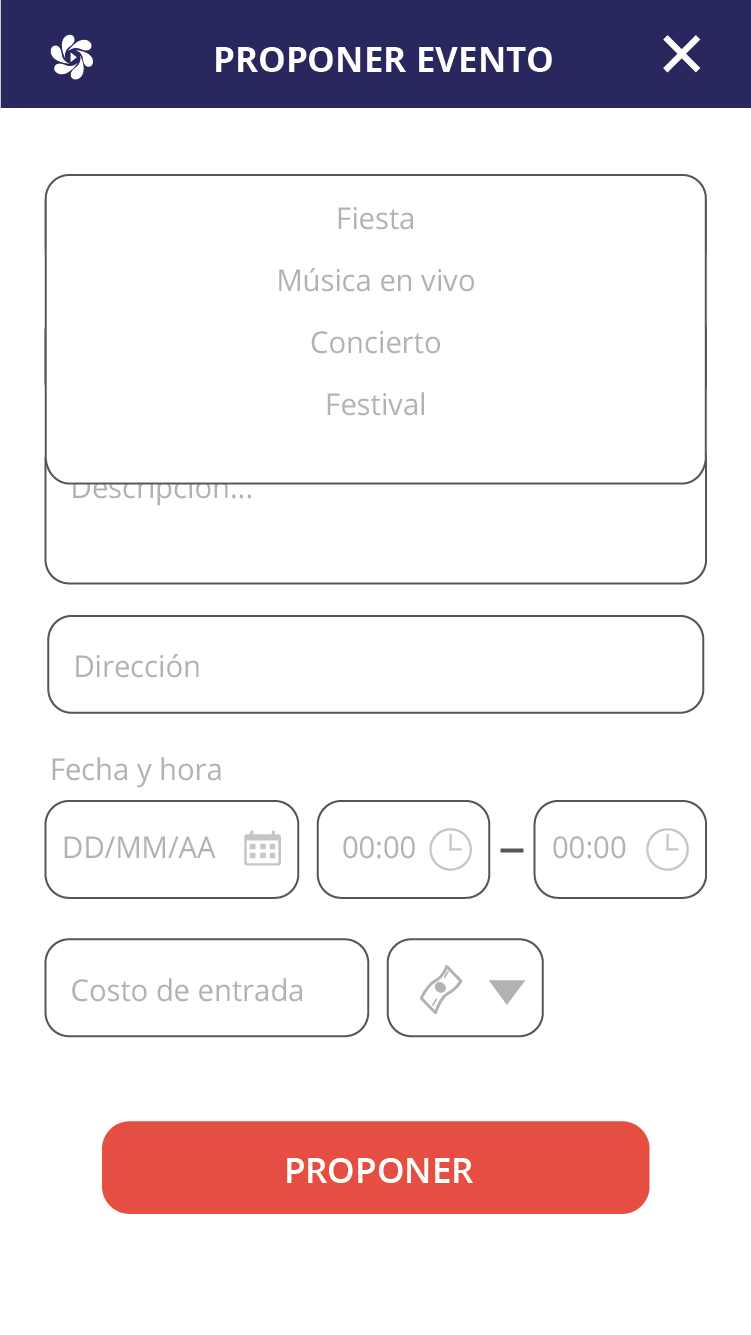 PROPONER EVENTO
Fiesta
Música en vivo
Concierto
Festival
Descripción...
Dirección
Fecha y hora
DD/MM/AA 00:00 – 00:00
Costo de entrada
PROPONER